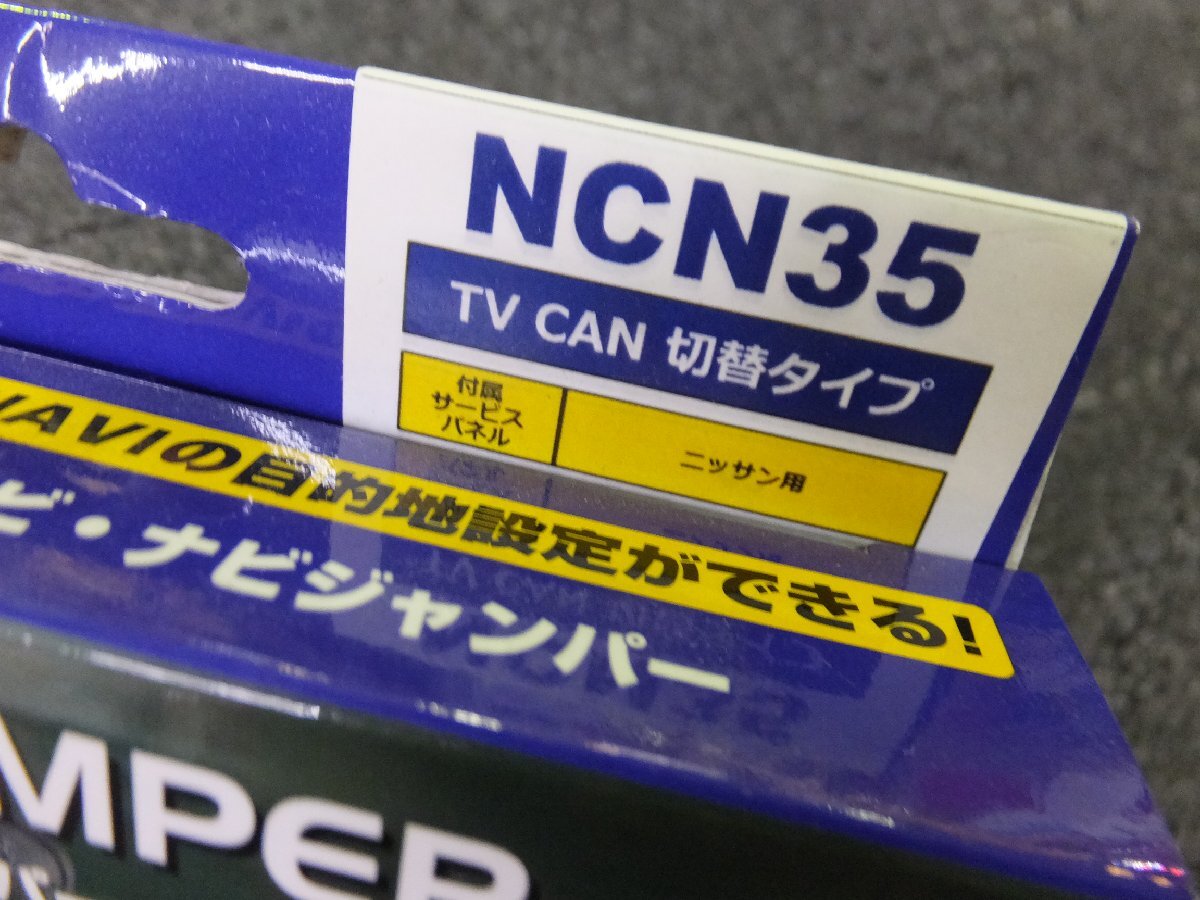 NCN35
TV CAN 切替タイプ
付属
サービス
パネル
ニッサン用
NAVIの目的地設定ができる!
ビ・ナビジャンパー
MPER